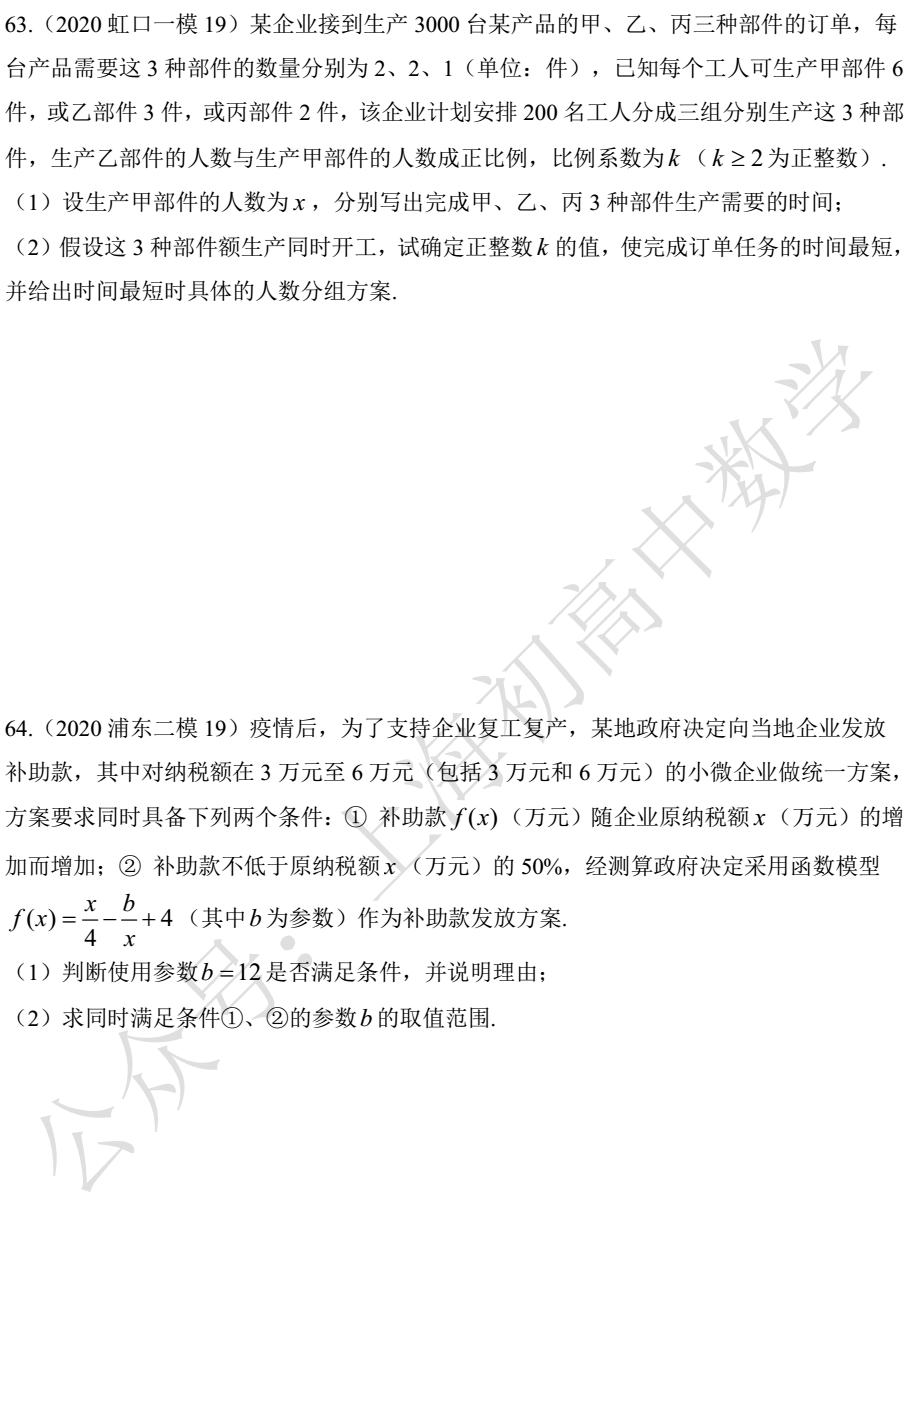 63.（2020 虹口一模 19）某企业接到生产 3000 台某产品的甲、乙、丙三种部件的订单，每
台产品需要这 3 种部件的数量分别为 2、2、1（单位：件），已知每个工人可生产甲部件 6
件，或乙部件 3 件，或丙部件 2 件，该企业计划安排 200 名工人分成三组分别生产这 3 种部
件，生产乙部件的人数与生产甲部件的人数成正比例，比例系数为 k （ k ≥ 2 为正整数）.
（1）设生产甲部件的人数为 x ，分别写出完成甲、乙、丙 3 种部件生产需要的时间；
（2）假设这 3 种部件额生产同时开工，试确定正整数 k 的值，使完成订单任务的时间最短，
并给出时间最短时具体的人数分组方案.
64.（2020 浦东二模 19）疫情后，为了支持企业复工复产，某地政府决定向当地企业发放
补助款，其中对纳税额在 3 万元至 6 万元（包括 3 万元和 6 万元）的小微企业做统一方案，
方案要求同时具备下列两个条件：① 补助款 f (x)（万元）随企业原纳税额 x （万元）的增
加而增加；② 补助款不低于原纳税额 x （万元）的 50%，经测算政府决定采用函数模型
f (x) = x/4 − b/x + 4 （其中 b 为参数）作为补助款发放方案.
（1）判断使用参数 b =12 是否满足条件，并说明理由；
（2）求同时满足条件①、②的参数 b 的取值范围.
公众号：上海初高中数学